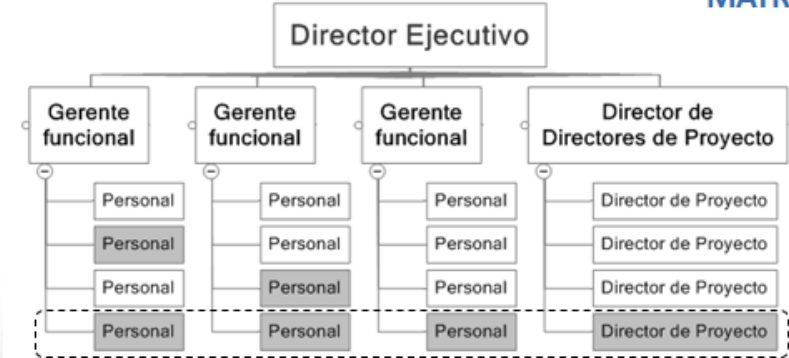 Director Ejecutivo
Gerente
funcional
Gerente
funcional
Gerente
funcional
Director de
Directores de Proyecto
Personal
Personal
Personal
Director de Proyecto
Personal
Personal
Personal
Director de Proyecto
Personal
Personal
Personal
Director de Proyecto
Personal
Personal
Personal
Director de Proyecto